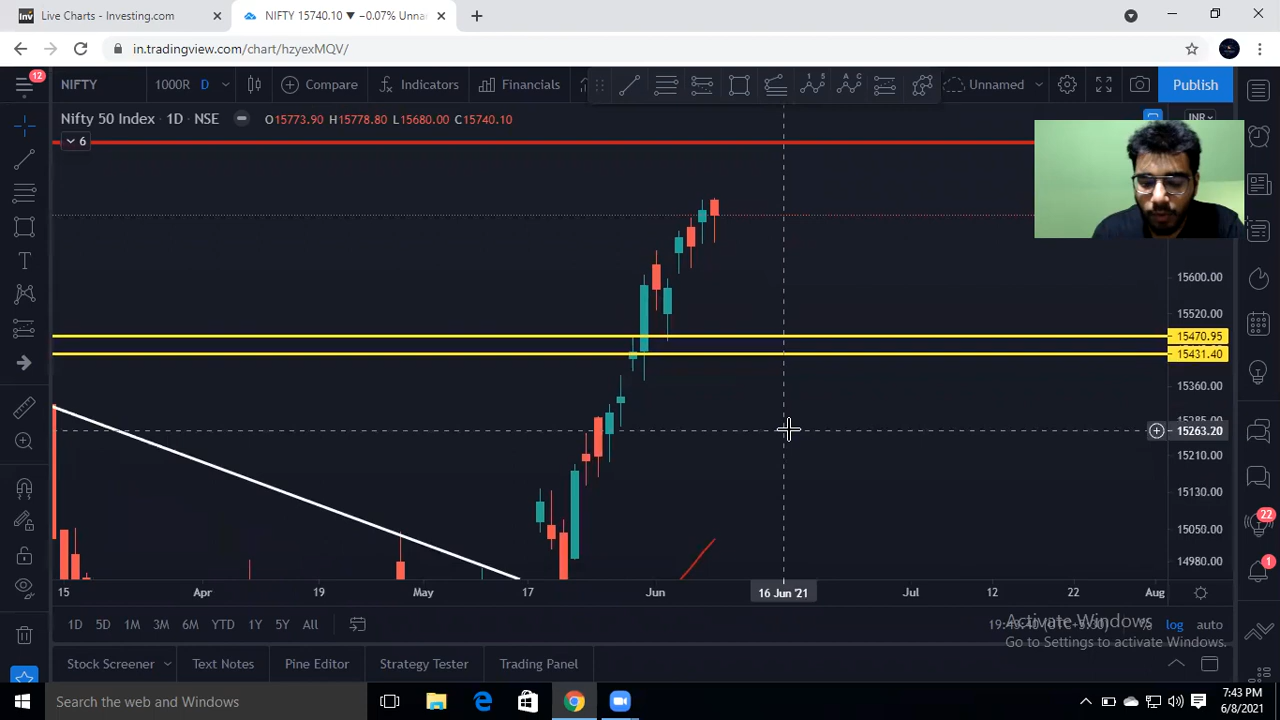 Live Charts - Investing.com
NIFTY 15740.10 ▼ −0.07% Unna
in.tradingview.com/chart/hzyexMQV/
12
NIFTY
1000R D
Compare
Indicators
Financials
Unnamed
Publish
Nifty 50 Index · 1D · NSE
O15773.90 H15778.80 L15680.00 C15740.10
INR
6
15600.00
15520.00
15470.95
15431.40
15360.00
15285.00
15263.20
15210.00
15130.00
15050.00
14980.00
22
1
15 Apr 19 May 17 Jun 16 Jun '21 Jul 12 22 Aug
1D 5D 1M 3M 6M YTD 1Y 5Y All
% log auto
Activate Windows
Go to Settings to activate Windows.
Stock Screener
Text Notes
Pine Editor
Strategy Tester
Trading Panel
Search the web and Windows
7:43 PM
6/8/2021